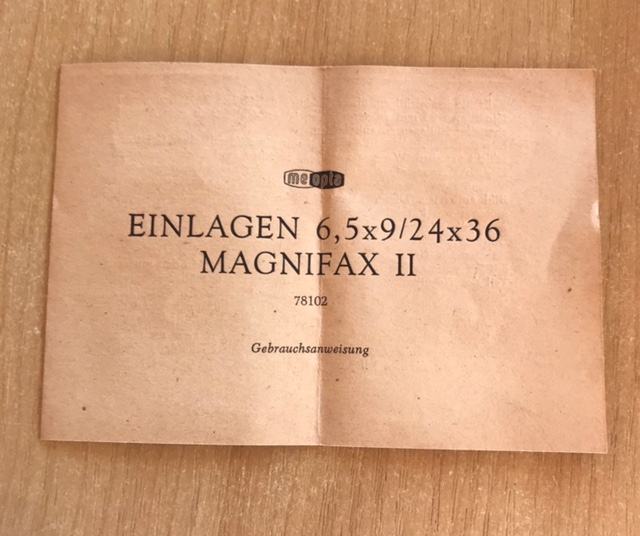 meopta
EINLAGEN 6,5x9/24x36
MAGNIFAX II
78102
Gebrauchsanweisung